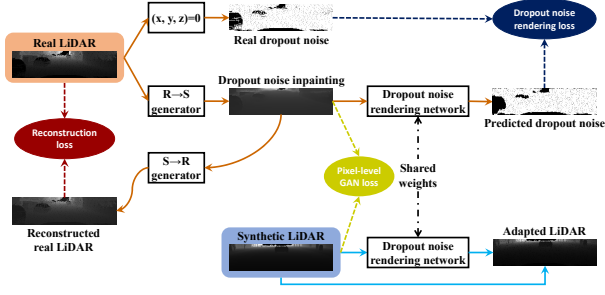 Real LiDAR
(x, y, z)=0
Real dropout noise
Dropout noise
rendering loss
R→S
generator
Dropout noise inpainting
Dropout noise
rendering network
Predicted dropout noise
Reconstruction
loss
S→R
generator
Pixel-level
GAN loss
Shared
weights
Reconstructed
real LiDAR
Synthetic LiDAR
Dropout noise
rendering network
Adapted LiDAR